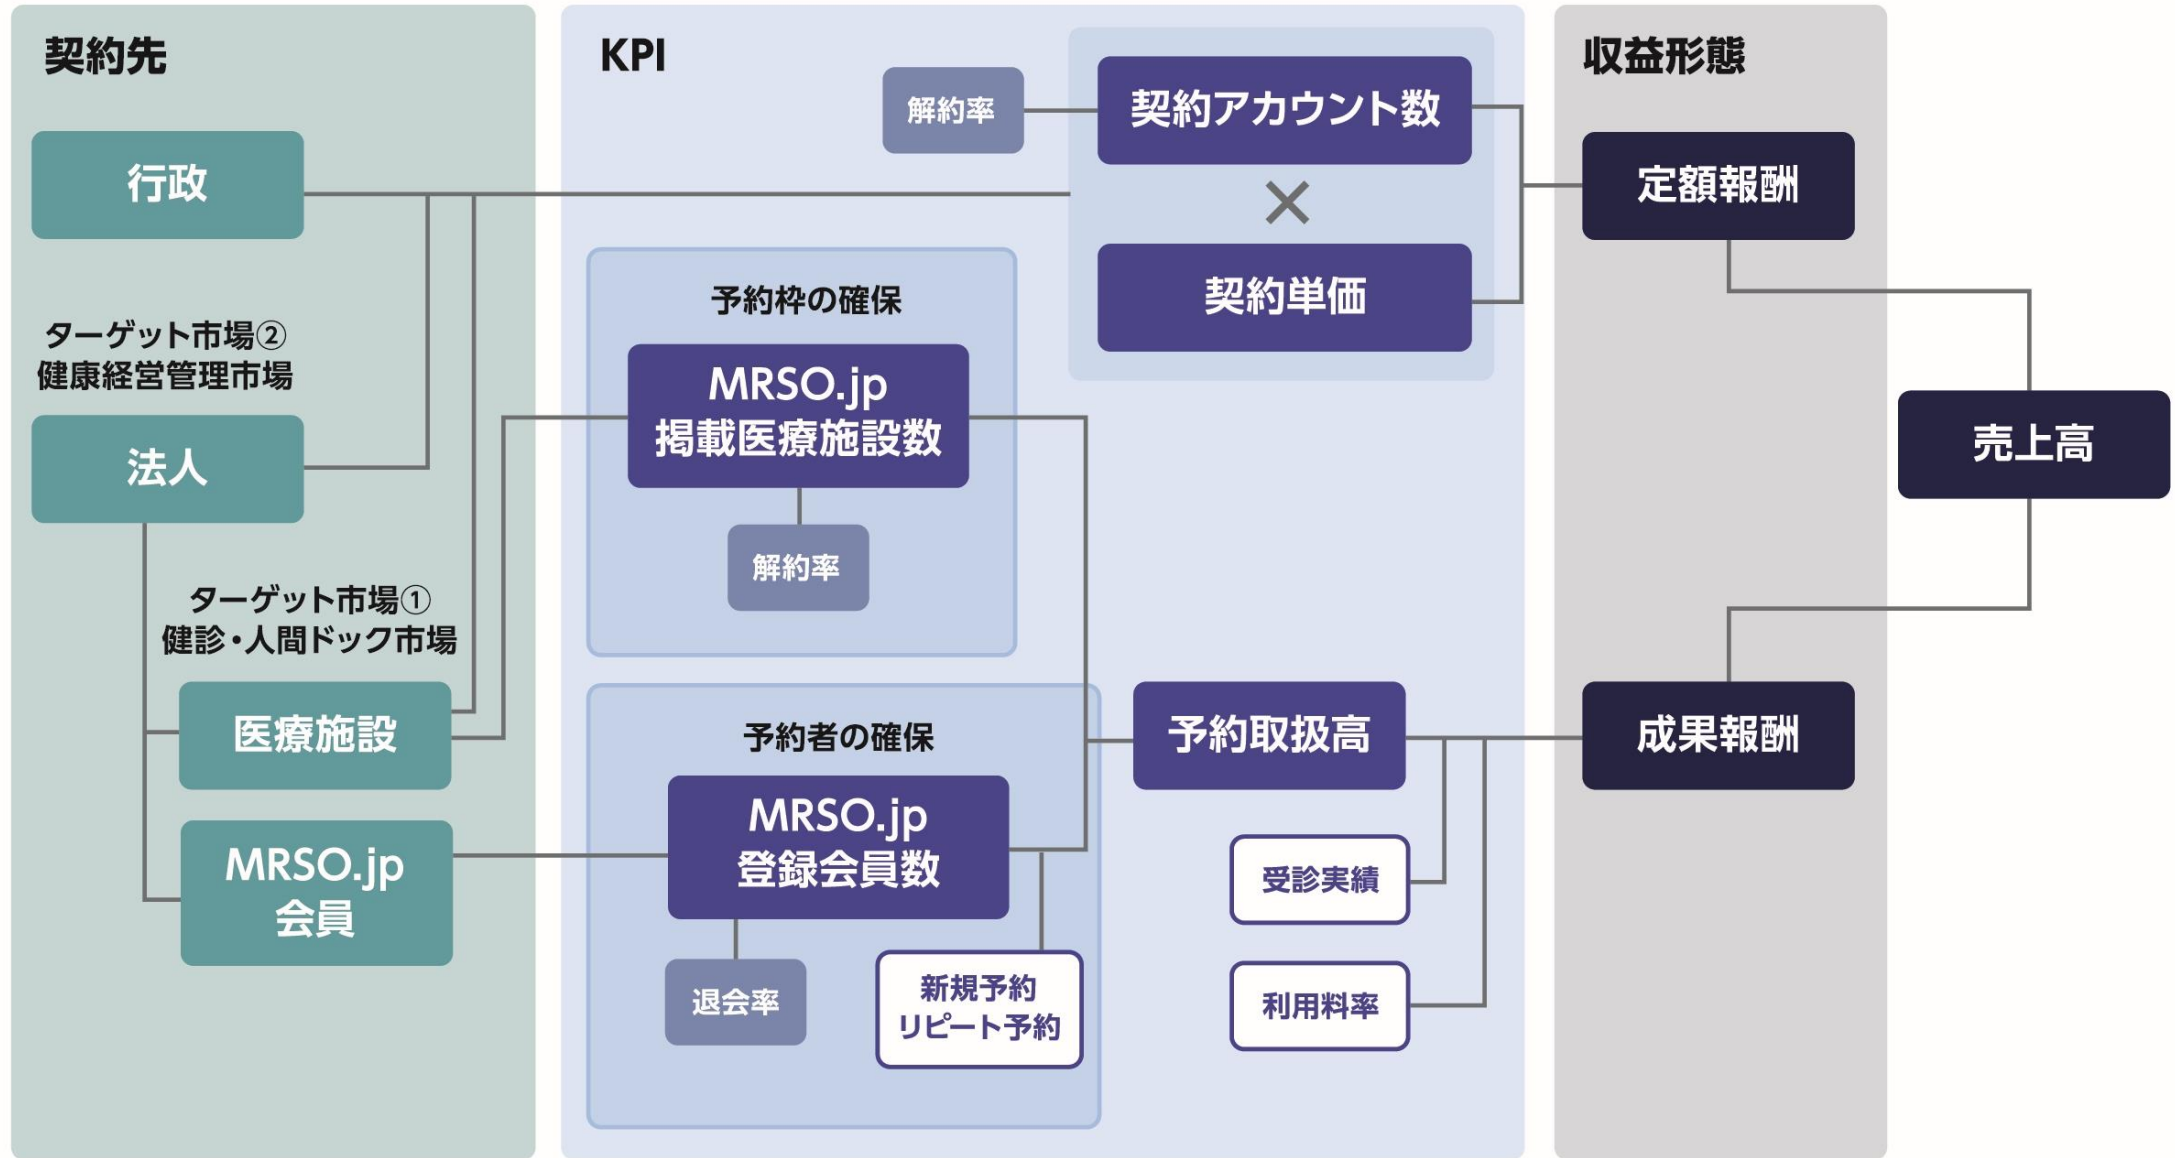 契約先
行政
ターゲット市場②
健康経営管理市場
法人
ターゲット市場①
健診・人間ドック市場
医療施設
MRSO.jp
会員
KPI
解約率
契約アカウント数
×
契約単価
予約枠の確保
MRSO.jp
掲載医療施設数
解約率
予約者の確保
MRSO.jp
登録会員数
退会率
新規予約
リピート予約
予約取扱高
受診実績
利用料率
収益形態
定額報酬
成果報酬
売上高